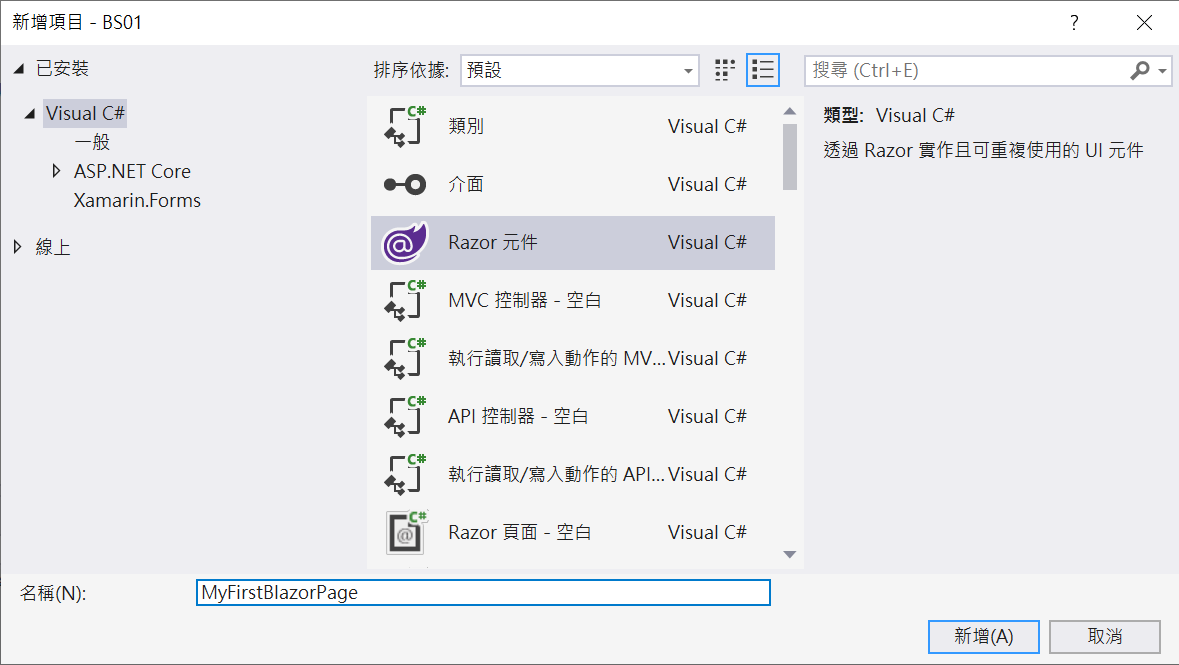 新增項目 - BS01
?
已安裝
Visual C#
一般
ASP.NET Core
Xamarin.Forms
線上
排序依據: 預設
搜尋 (Ctrl+E)
C# 類別 Visual C#
介面 Visual C#
@ Razor 元件 Visual C#
C# MVC 控制器 - 空白 Visual C#
C# 執行讀取/寫入動作的 MV... Visual C#
C# API 控制器 - 空白 Visual C#
C# 執行讀取/寫入動作的 API... Visual C#
C# @ Razor 頁面 - 空白 Visual C#
類型: Visual C#
透過 Razor 實作且可重複使用的 UI 元件
名稱(N): MyFirstBlazorPage
新增(A) 取消